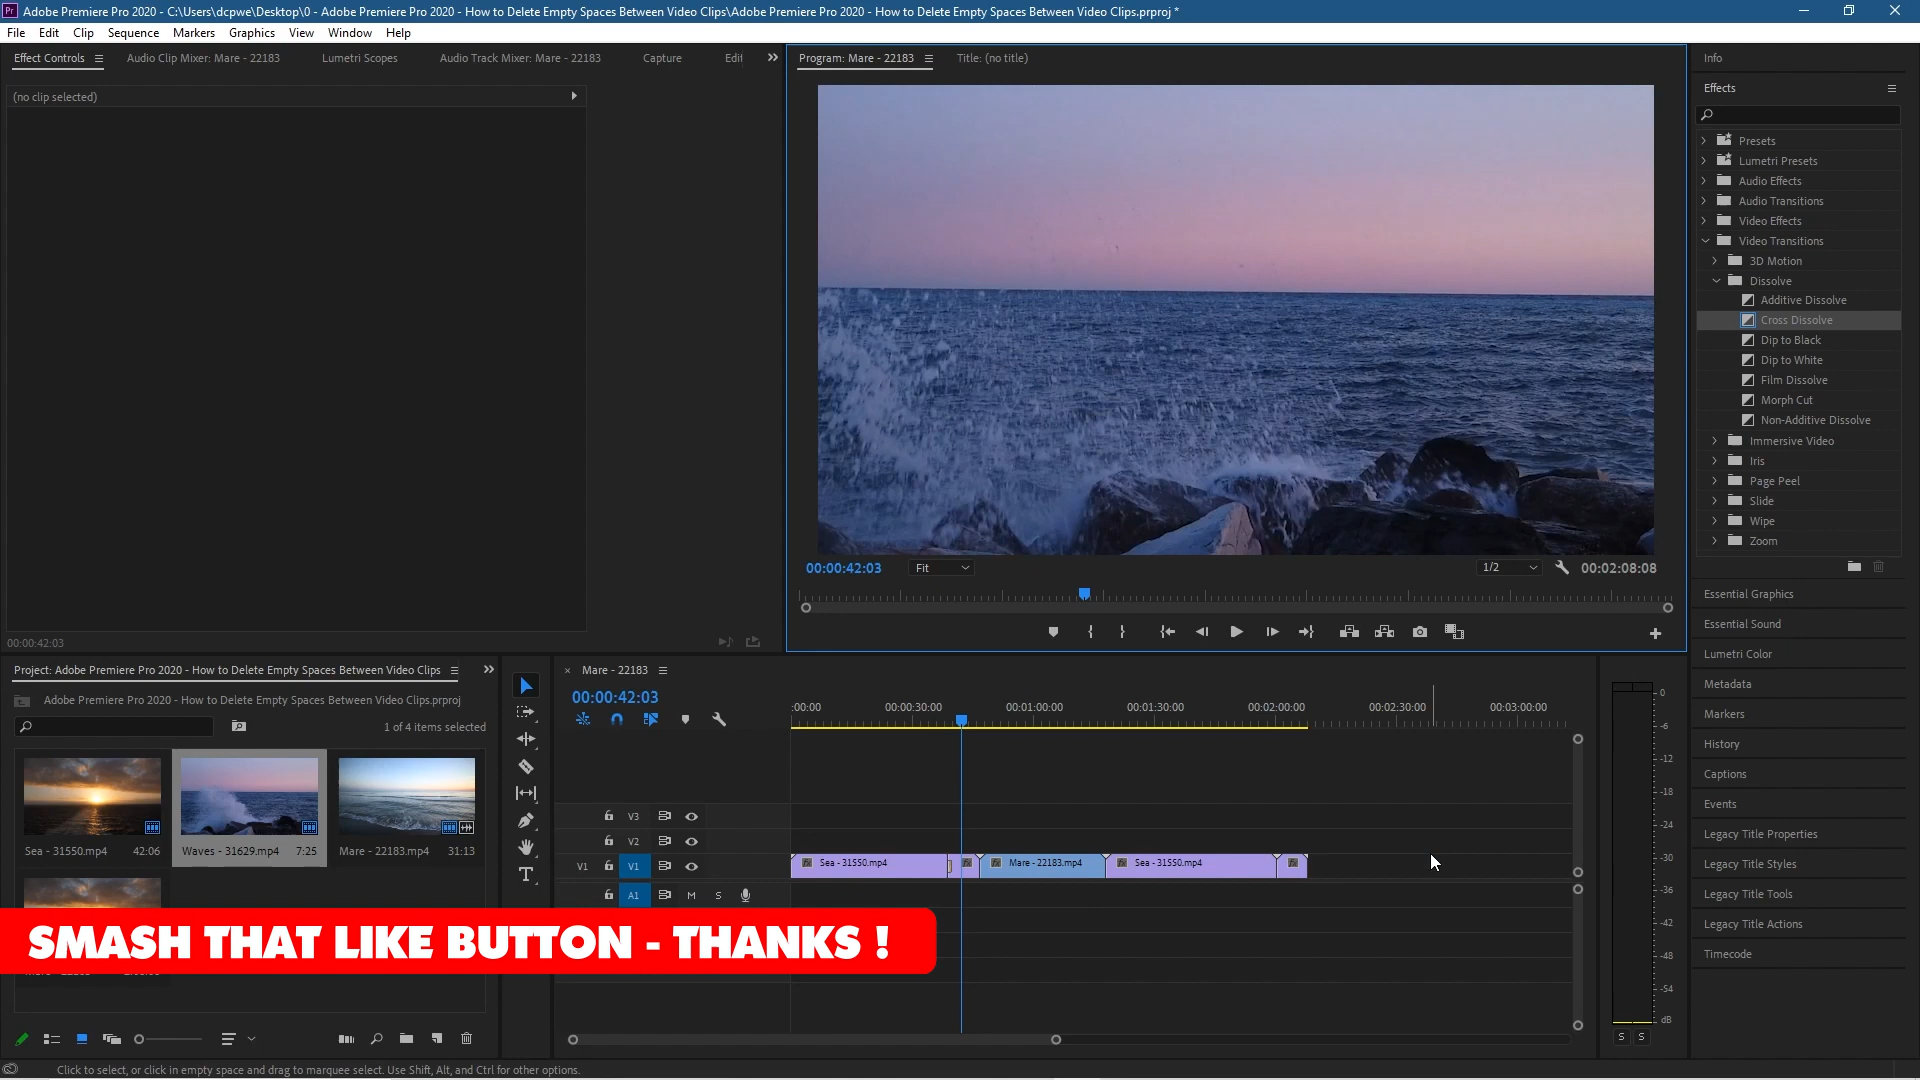 Pr Adobe Premiere Pro 2020 - C:\Users\dcpwe\Desktop\0 - Adobe Premiere Pro 2020 - How to Delete Empty Spaces Between Video Clips\Adobe Premiere Pro 2020 - How to Delete Empty Spaces Between Video Clips.prproj *
File Edit Clip Sequence Markers Graphics View Window Help
Effect Controls Audio Clip Mixer: Mare - 22183 Lumetri Scopes Audio Track Mixer: Mare - 22183 Capture Edit
(no clip selected)
00:00:42:03
Program: Mare - 22183 Title: (no title)
00:00:42:03 Fit 1/2 00:02:08:08
Info
Effects
Presets
Lumetri Presets
Audio Effects
Audio Transitions
Video Effects
Video Transitions
3D Motion
Dissolve
Additive Dissolve
Cross Dissolve
Dip to Black
Dip to White
Film Dissolve
Morph Cut
Non-Additive Dissolve
Immersive Video
Iris
Page Peel
Slide
Wipe
Zoom
Essential Graphics
Essential Sound
Lumetri Color
Metadata
Markers
History
Captions
Events
Legacy Title Properties
Legacy Title Styles
Legacy Title Tools
Legacy Title Actions
Timecode
Project: Adobe Premiere Pro 2020 - How to Delete Empty Spaces Between Video Clips
Adobe Premiere Pro 2020 - How to Delete Empty Spaces Between Video Clips.prproj
1 of 4 items selected
Sea - 31550.mp4 42:06 Waves - 31629.mp4 7:25 Mare - 22183.mp4 31:13
T
Mare - 22183
00:00:42:03
:00:00 00:00:30:00 00:01:00:00 00:01:30:00 00:02:00:00 00:02:30:00 00:03:00:00
V3
V2
V1 V1 Sea - 31550.mp4 Mare - 22183.mp4 Sea - 31550.mp4
A1 M S
0
-6
-12
-18
-24
-30
-36
-42
-48
-54
dB
S S
SMASH THAT LIKE BUTTON - THANKS !
Click to select, or click in empty space and drag to marquee select. Use Shift, Alt, and Ctrl for other options.